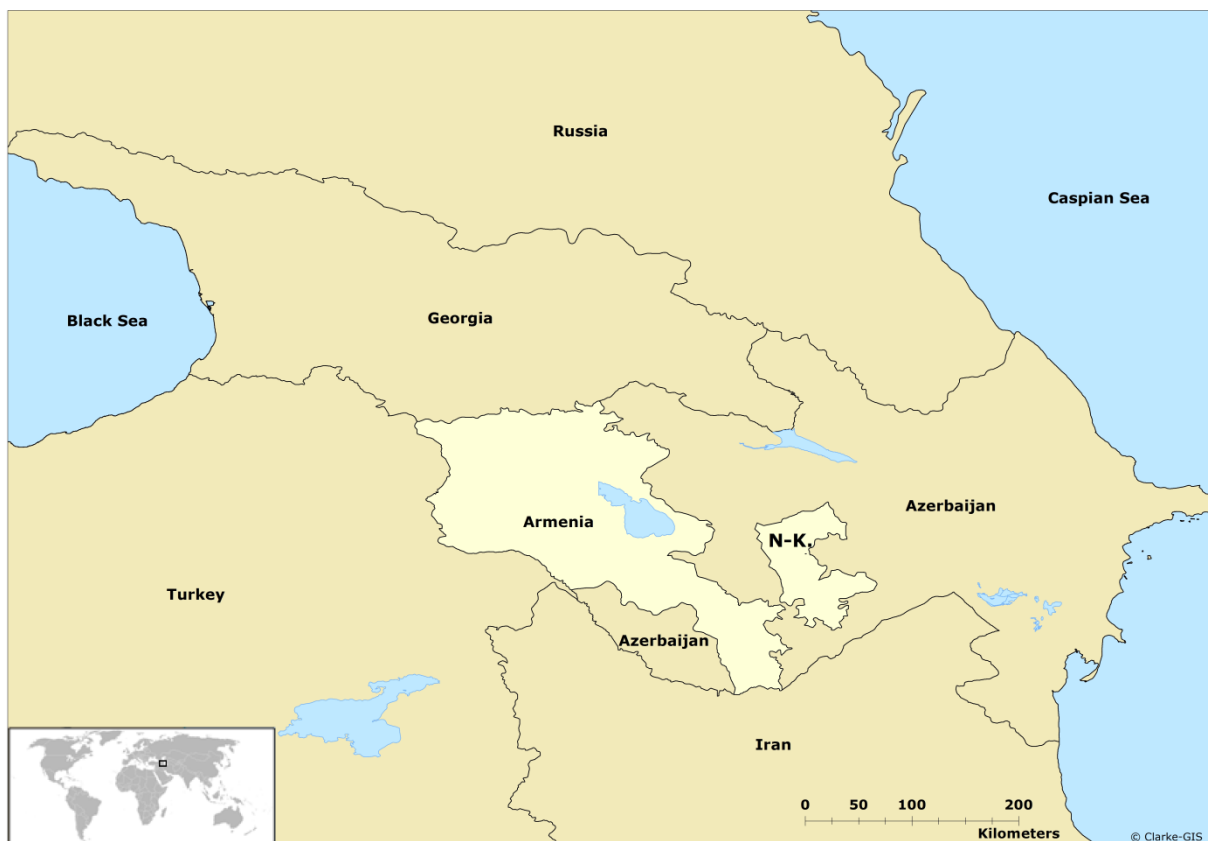 Russia
Caspian Sea
Black Sea
Georgia
Azerbaijan
Armenia
N-K.
Turkey
Azerbaijan
Iran
0 50 100 200
Kilometers
© Clarke-GIS